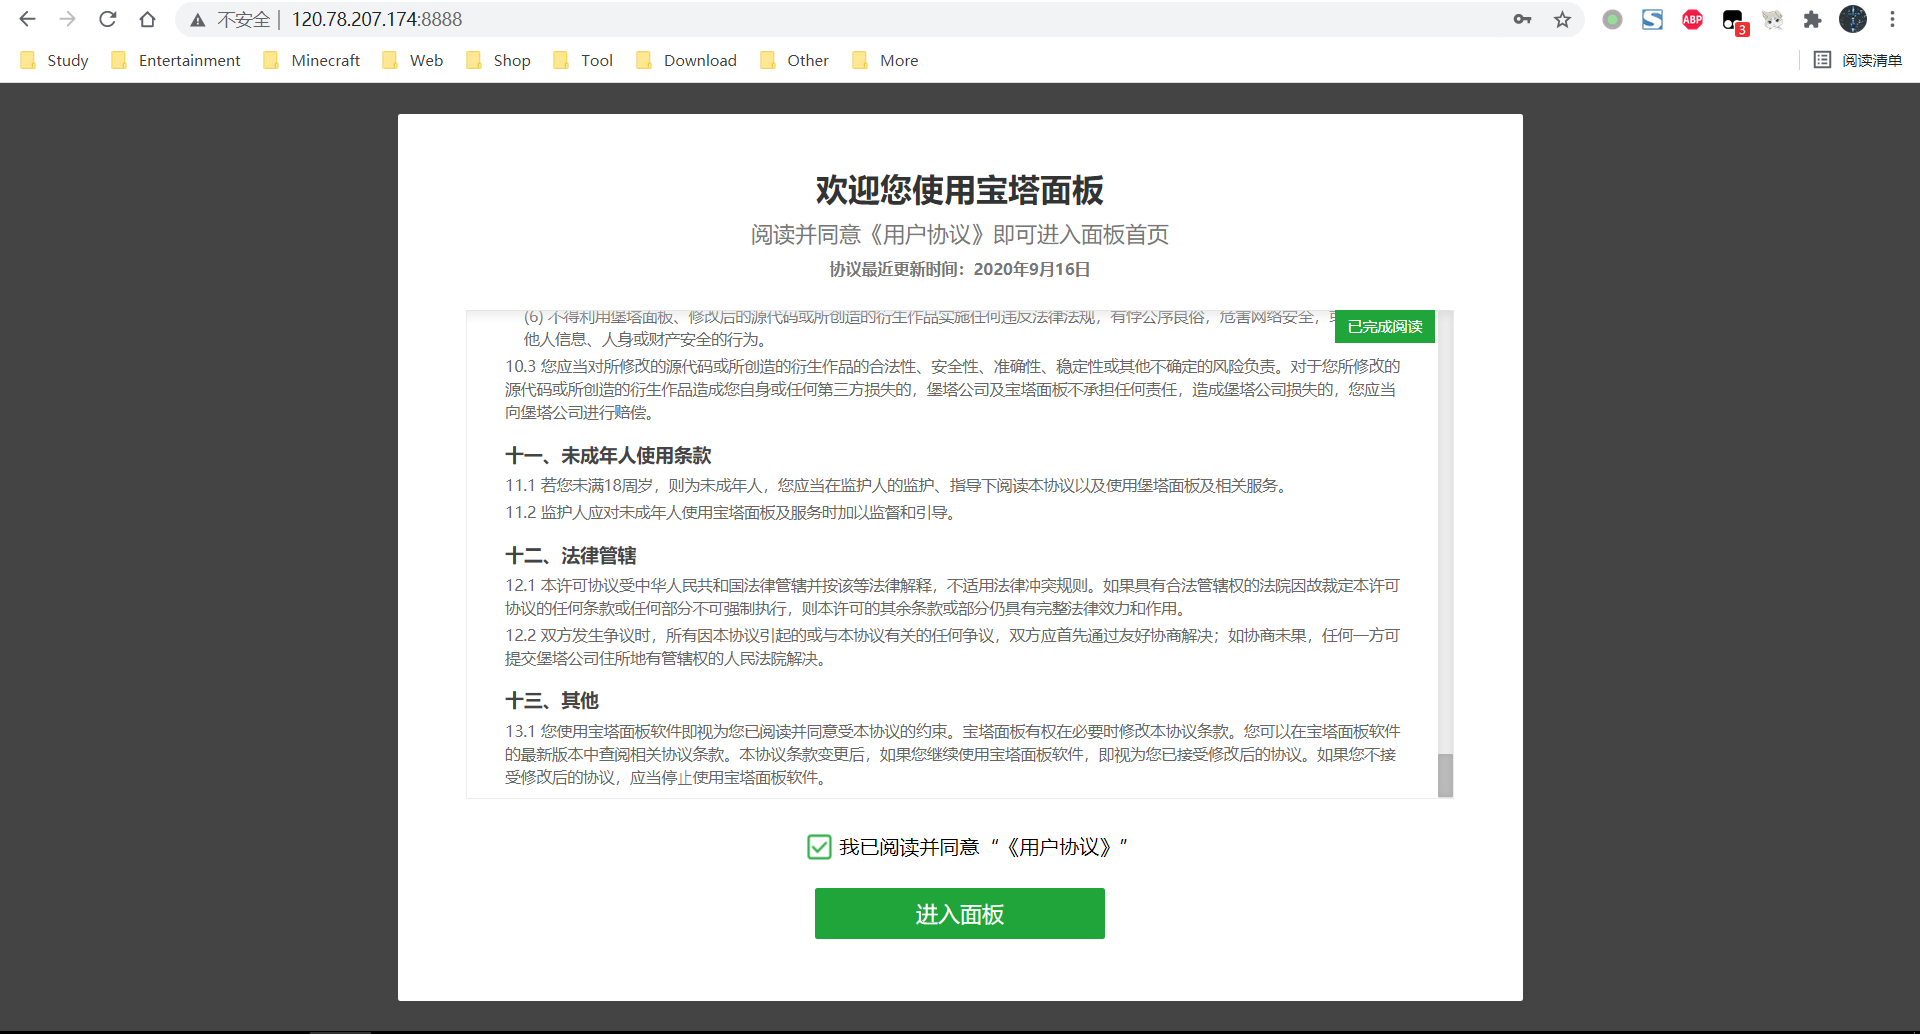 不安全 | 120.78.207.174:8888
ABP
3
Study Entertainment Minecraft Web Shop Tool Download Other More 阅读清单
欢迎您使用宝塔面板
阅读并同意《用户协议》即可进入面板首页
协议最近更新时间：2020年9月16日
(6) 不得利用堡塔面板、修改后的源代码或所创造的衍生作品实施任何违反法律法规，有悖公序良俗，危害网络安全，
已完成阅读
他人信息、人身或财产安全的行为。
10.3 您应当对所修改的源代码或所创造的衍生作品的合法性、安全性、准确性、稳定性或其他不确定的风险负责。对于您所修改的
源代码或所创造的衍生作品造成您自身或任何第三方损失的，堡塔公司及宝塔面板不承担任何责任，造成堡塔公司损失的，您应当
向堡塔公司进行赔偿。
十一、未成年人使用条款
11.1 若您未满18周岁，则为未成年人，您应当在监护人的监护、指导下阅读本协议以及使用堡塔面板及相关服务。
11.2 监护人应对未成年人使用宝塔面板及服务时加以监督和引导。
十二、法律管辖
12.1 本许可协议受中华人民共和国法律管辖并按该等法律解释，不适用法律冲突规则。如果具有合法管辖权的法院因故裁定本许可
协议的任何条款或任何部分不可强制执行，则本许可的其余条款或部分仍具有完整法律效力和作用。
12.2 双方发生争议时，所有因本协议引起的或与本协议有关的任何争议，双方应首先通过友好协商解决；如协商未果，任何一方可
提交堡塔公司住所地有管辖权的人民法院解决。
十三、其他
13.1 您使用宝塔面板软件即视为您已阅读并同意受本协议的约束。宝塔面板有权在必要时修改本协议条款。您可以在宝塔面板软件
的最新版本中查阅相关协议条款。本协议条款变更后，如果您继续使用宝塔面板软件，即视为您已接受修改后的协议。如果您不接
受修改后的协议，应当停止使用宝塔面板软件。
我已阅读并同意“《用户协议》”
进入面板